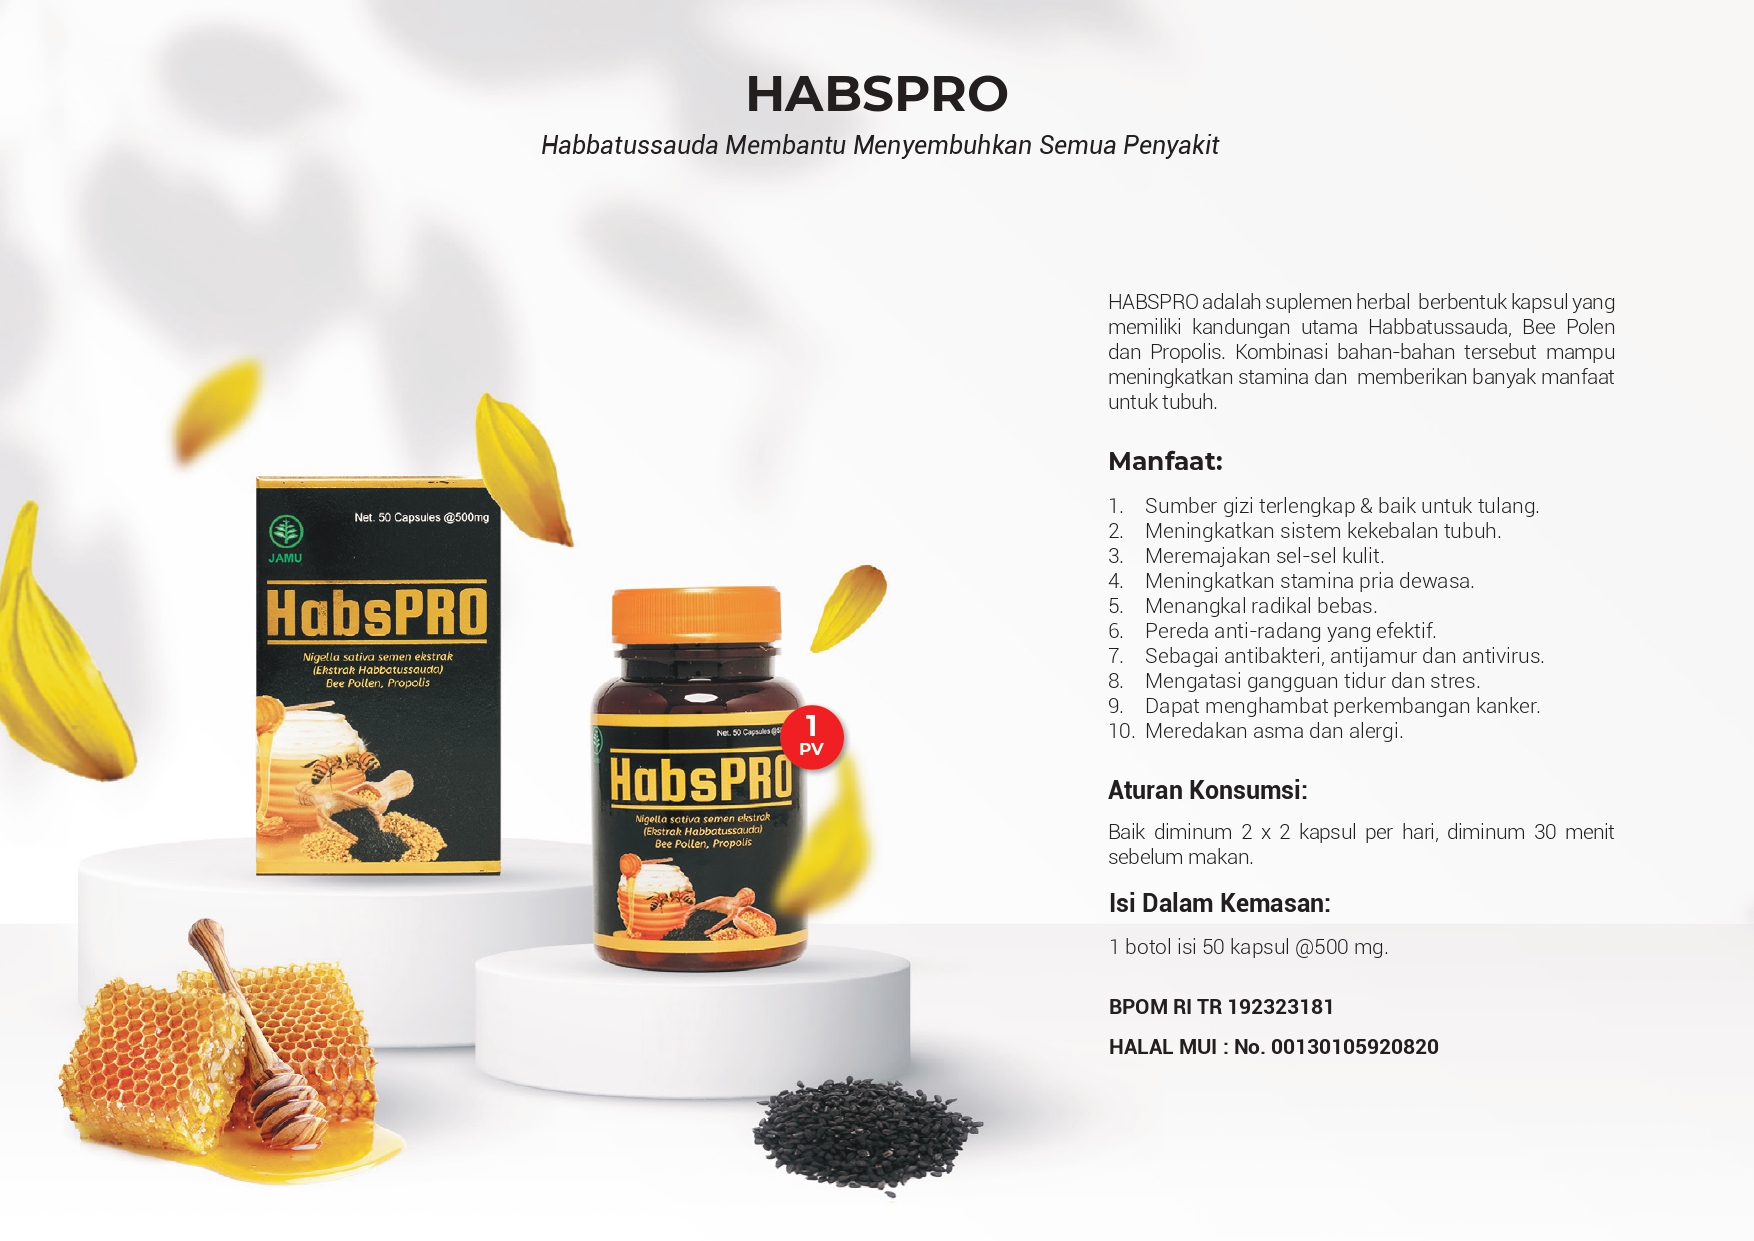 HABSPRO
Habbatussauda Membantu Menyembuhkan Semua Penyakit
HABSPRO adalah suplemen herbal berbentuk kapsul yang
memiliki kandungan utama Habbatussauda, Bee Polen
dan Propolis. Kombinasi bahan-bahan tersebut mampu
meningkatkan stamina dan memberikan banyak manfaat
untuk tubuh.
Manfaat:
1. Sumber gizi terlengkap & baik untuk tulang.
2. Meningkatkan sistem kekebalan tubuh.
3. Meremajakan sel-sel kulit.
4. Meningkatkan stamina pria dewasa.
5. Menangkal radikal bebas.
6. Pereda anti-radang yang efektif.
7. Sebagai antibakteri, antijamur dan antivirus.
8. Mengatasi gangguan tidur dan stres.
9. Dapat menghambat perkembangan kanker.
10. Meredakan asma dan alergi.
Aturan Konsumsi:
Baik diminum 2 x 2 kapsul per hari, diminum 30 menit
sebelum makan.
Isi Dalam Kemasan:
1 botol isi 50 kapsul @500 mg.
BPOM RI TR 192323181
HALAL MUI : No. 00130105920820
Net. 50 Capsules @500mg
JAMU
HabsPRO
Nigella sativa semen ekstrak
(Ekstrak Habbatussauda)
Bee Pollen, Propolis
1
PV
Net. 50 Capsules
HabsPRO
Nigella sativa semen ekstrak
(Ekstrak Habbatussauda)
Bee Pollen, Propolis